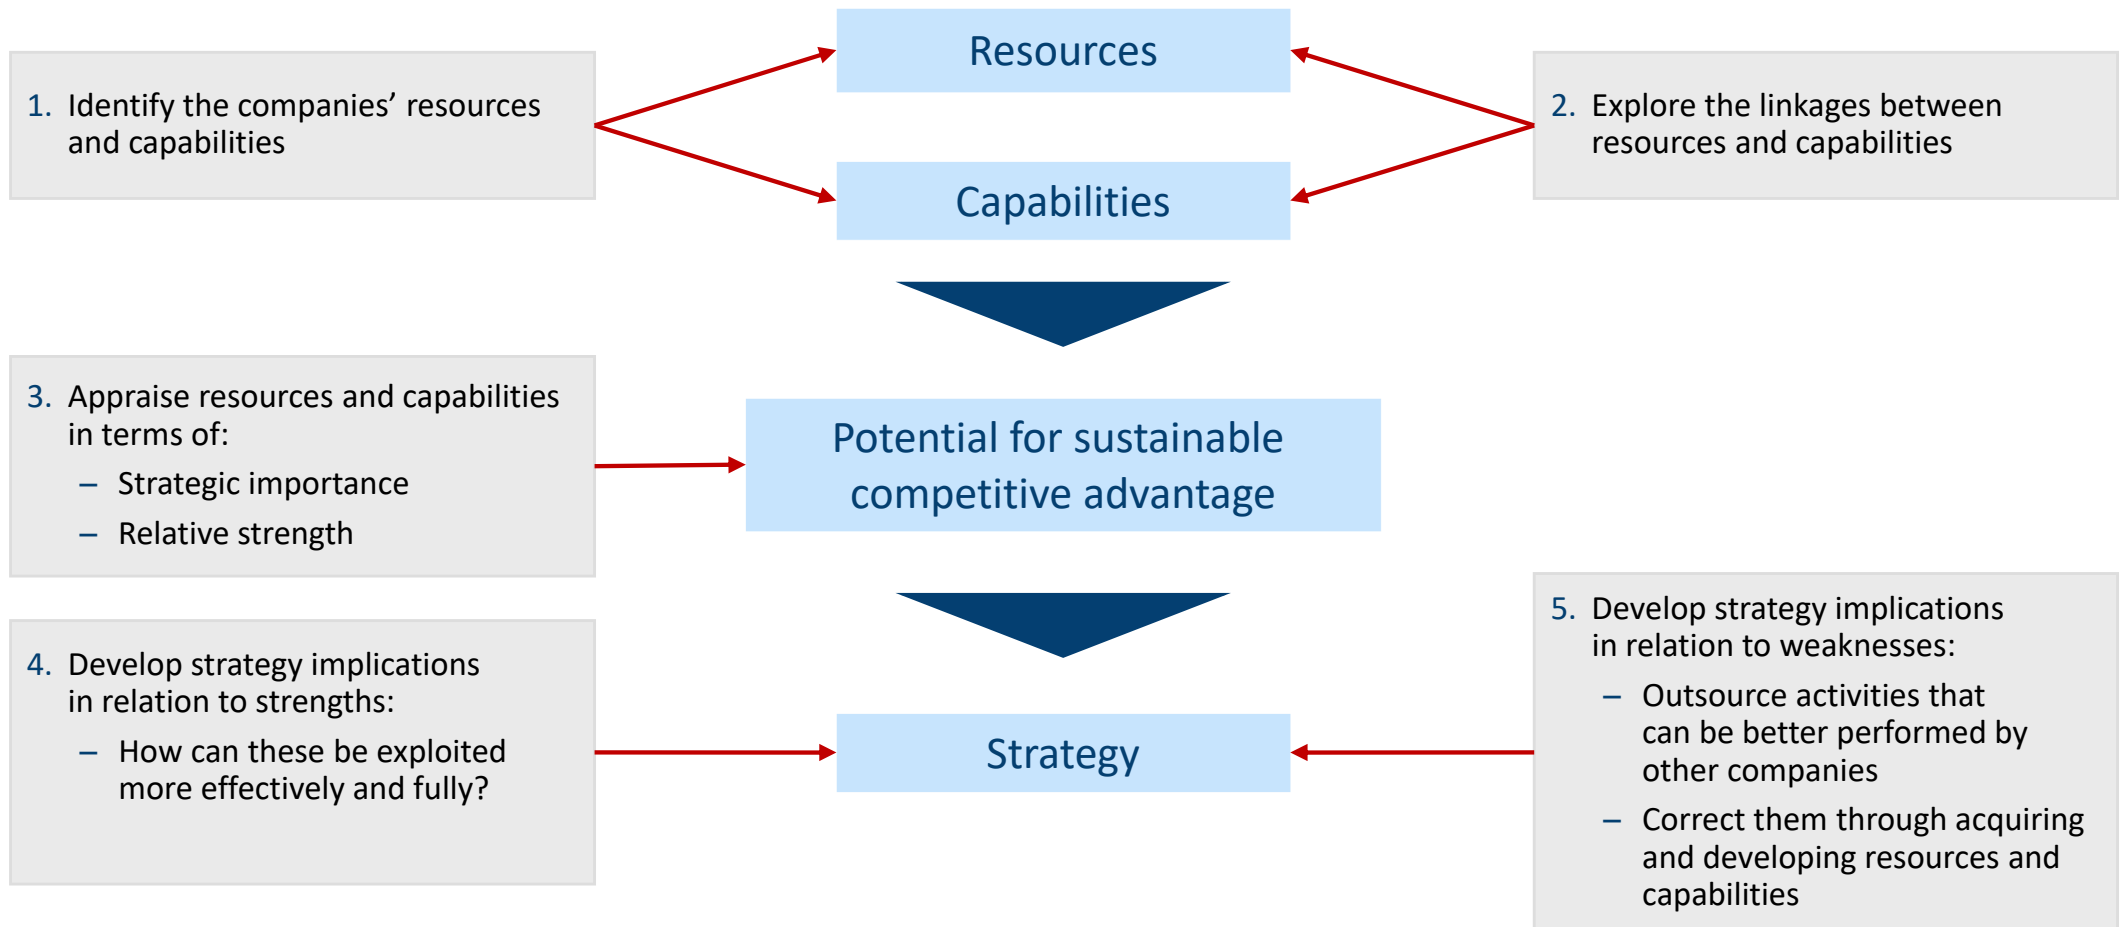 Resources
1. Identify the companies’ resources
and capabilities
2. Explore the linkages between
resources and capabilities
Capabilities
3. Appraise resources and capabilities
in terms of:
– Strategic importance
– Relative strength
Potential for sustainable
competitive advantage
4. Develop strategy implications
in relation to strengths:
– How can these be exploited
more effectively and fully?
Strategy
5. Develop strategy implications
in relation to weaknesses:
– Outsource activities that
can be better performed by
other companies
– Correct them through acquiring
and developing resources and
capabilities